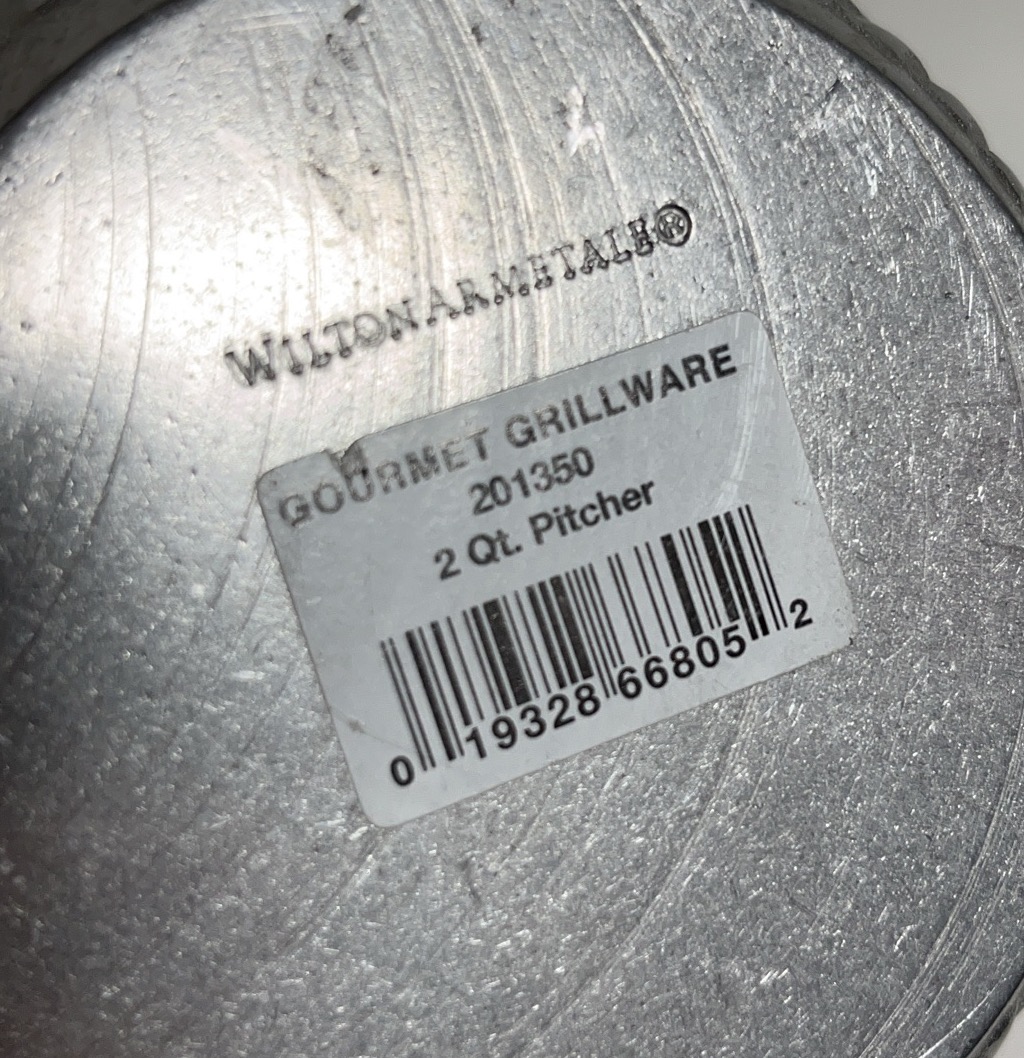 WILTON ARMETALE®
GOURMET GRILLWARE
201350
2 Qt. Pitcher
0 19328 66805 2